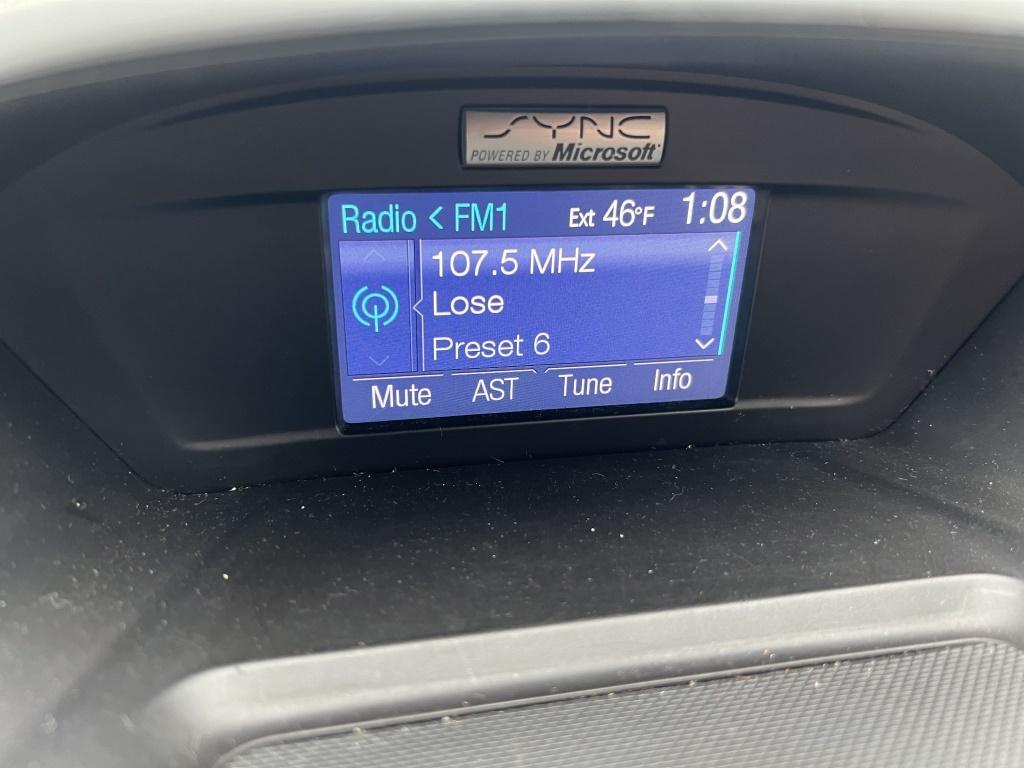 SYNC
POWERED BY Microsoft
Radio < FM1 Ext 46°F 1:08
107.5 MHz
Lose
Preset 6
Mute AST Tune Info